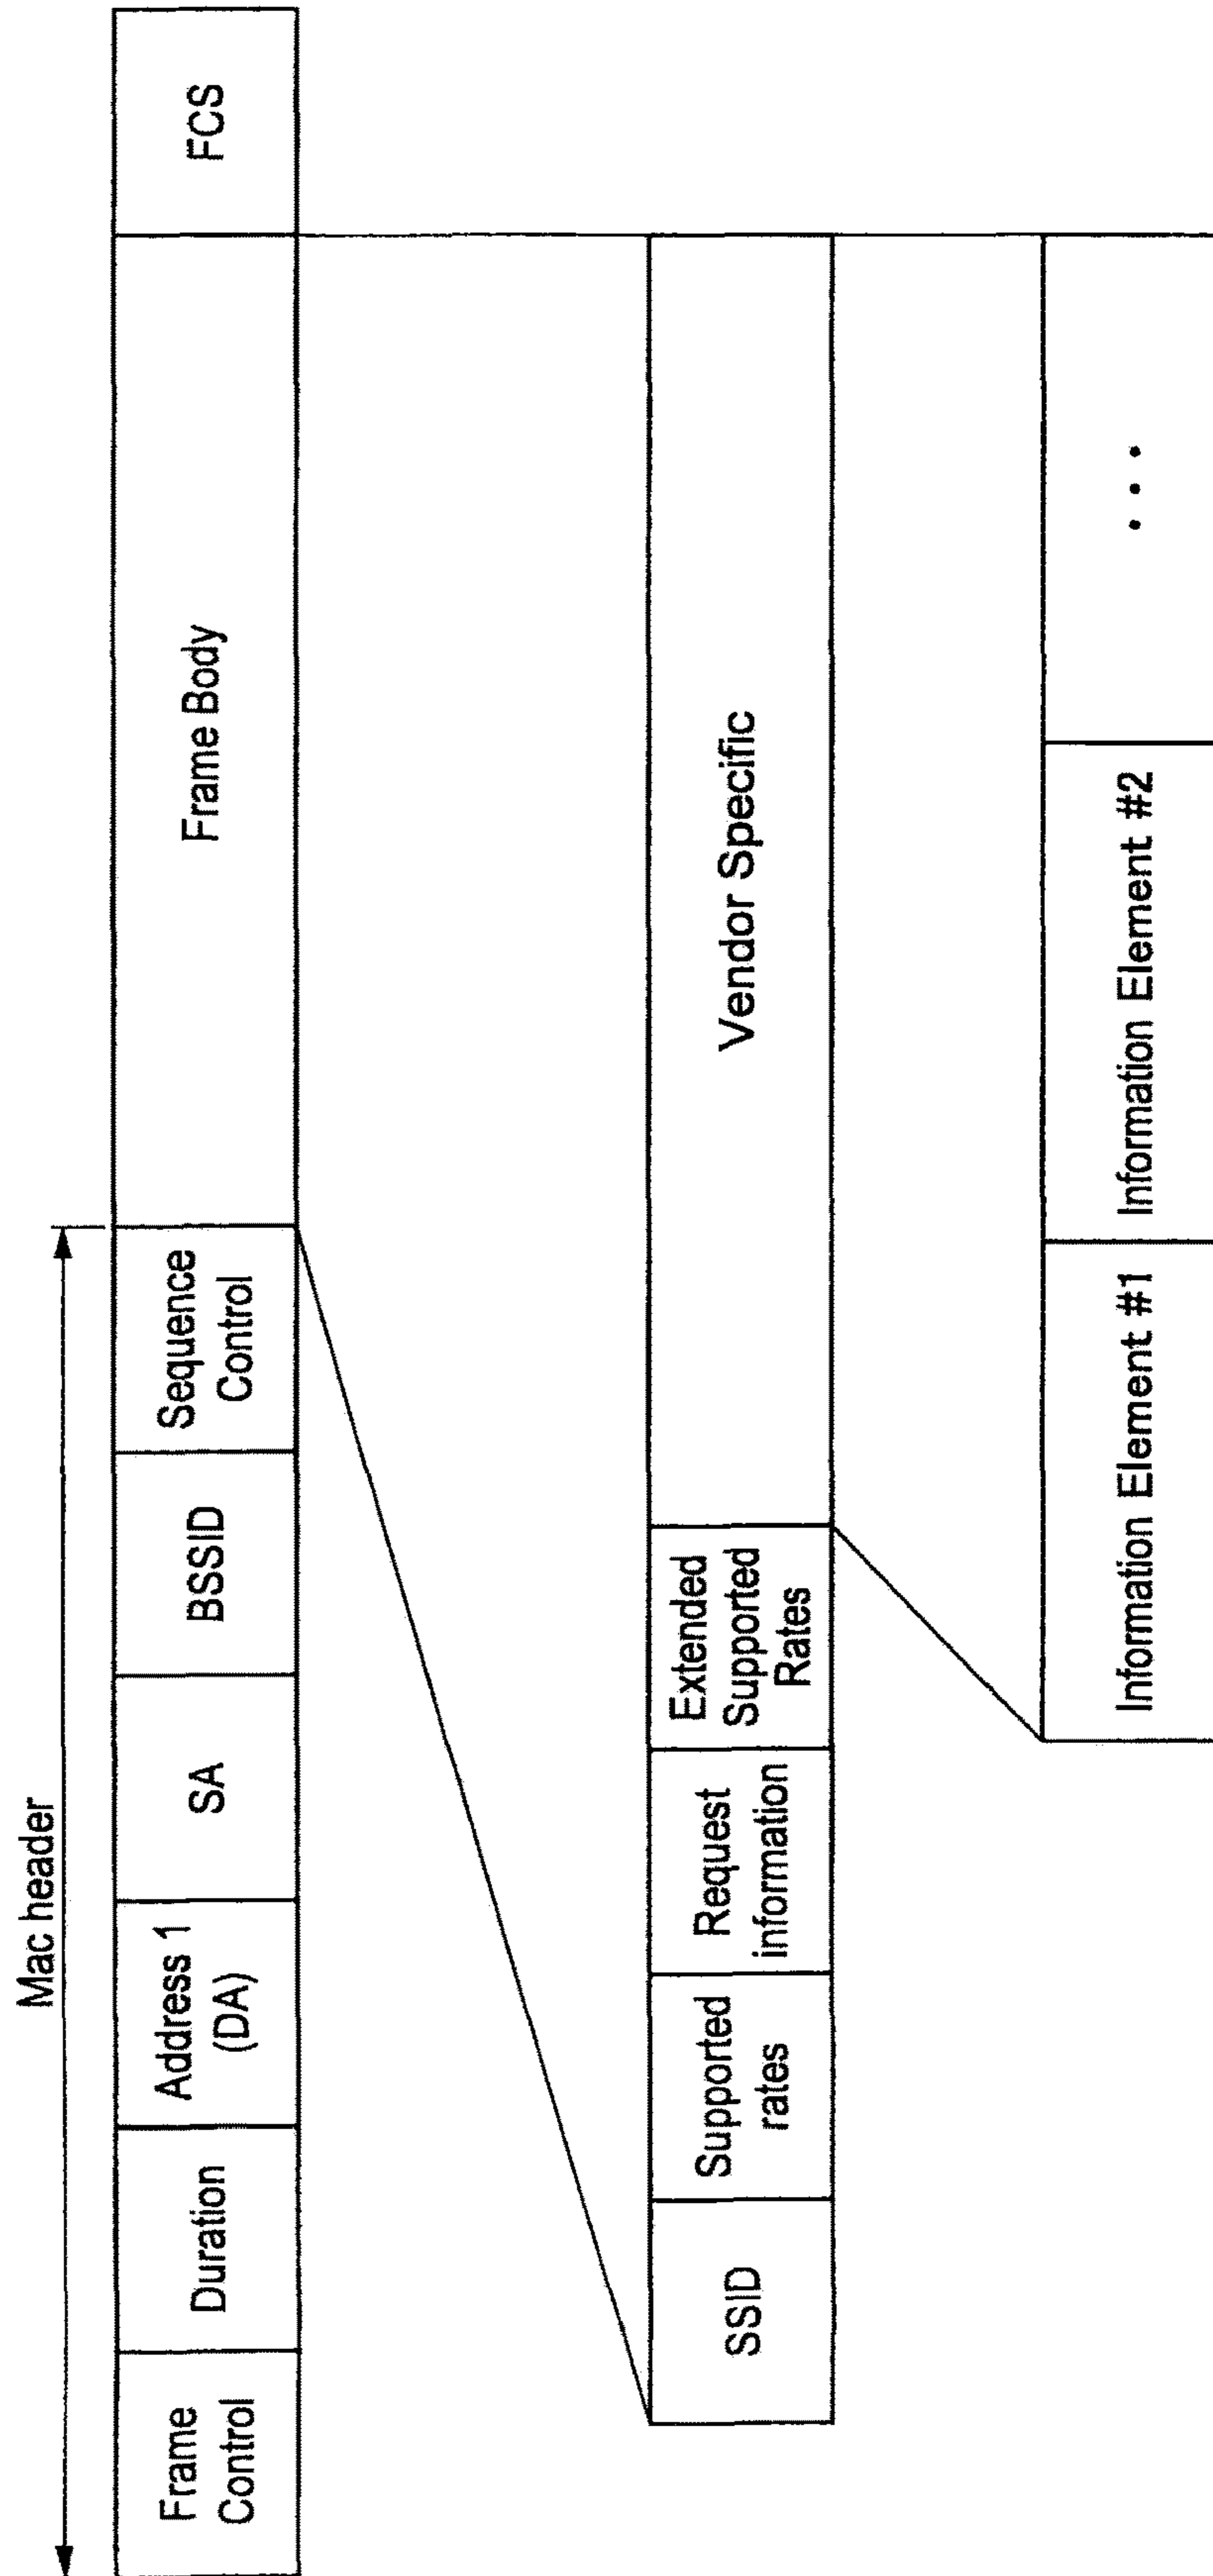 Mac header
Frame
Control
Duration
Address 1
(DA)
SA
BSSID
Sequence
Control
Frame Body
FCS
SSID
Supported
rates
Request
information
Extended
Supported
Rates
Vendor Specific
Information Element #1
Information Element #2
...